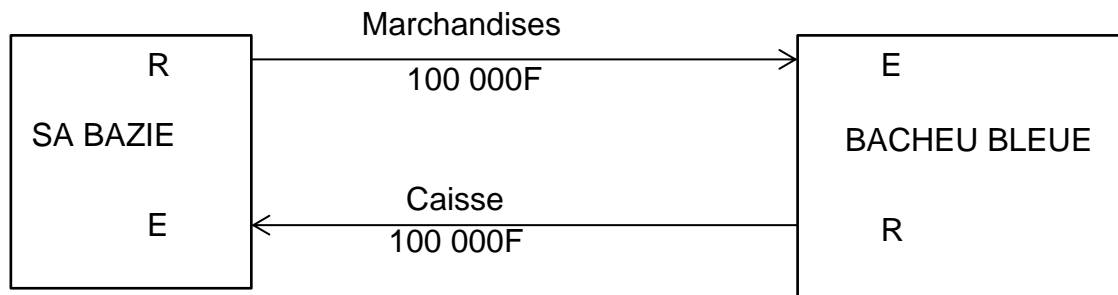 Marchandises
R
100 000F
E
SA BAZIE
BACHEU BLEUE
Caisse
E
100 000F
R